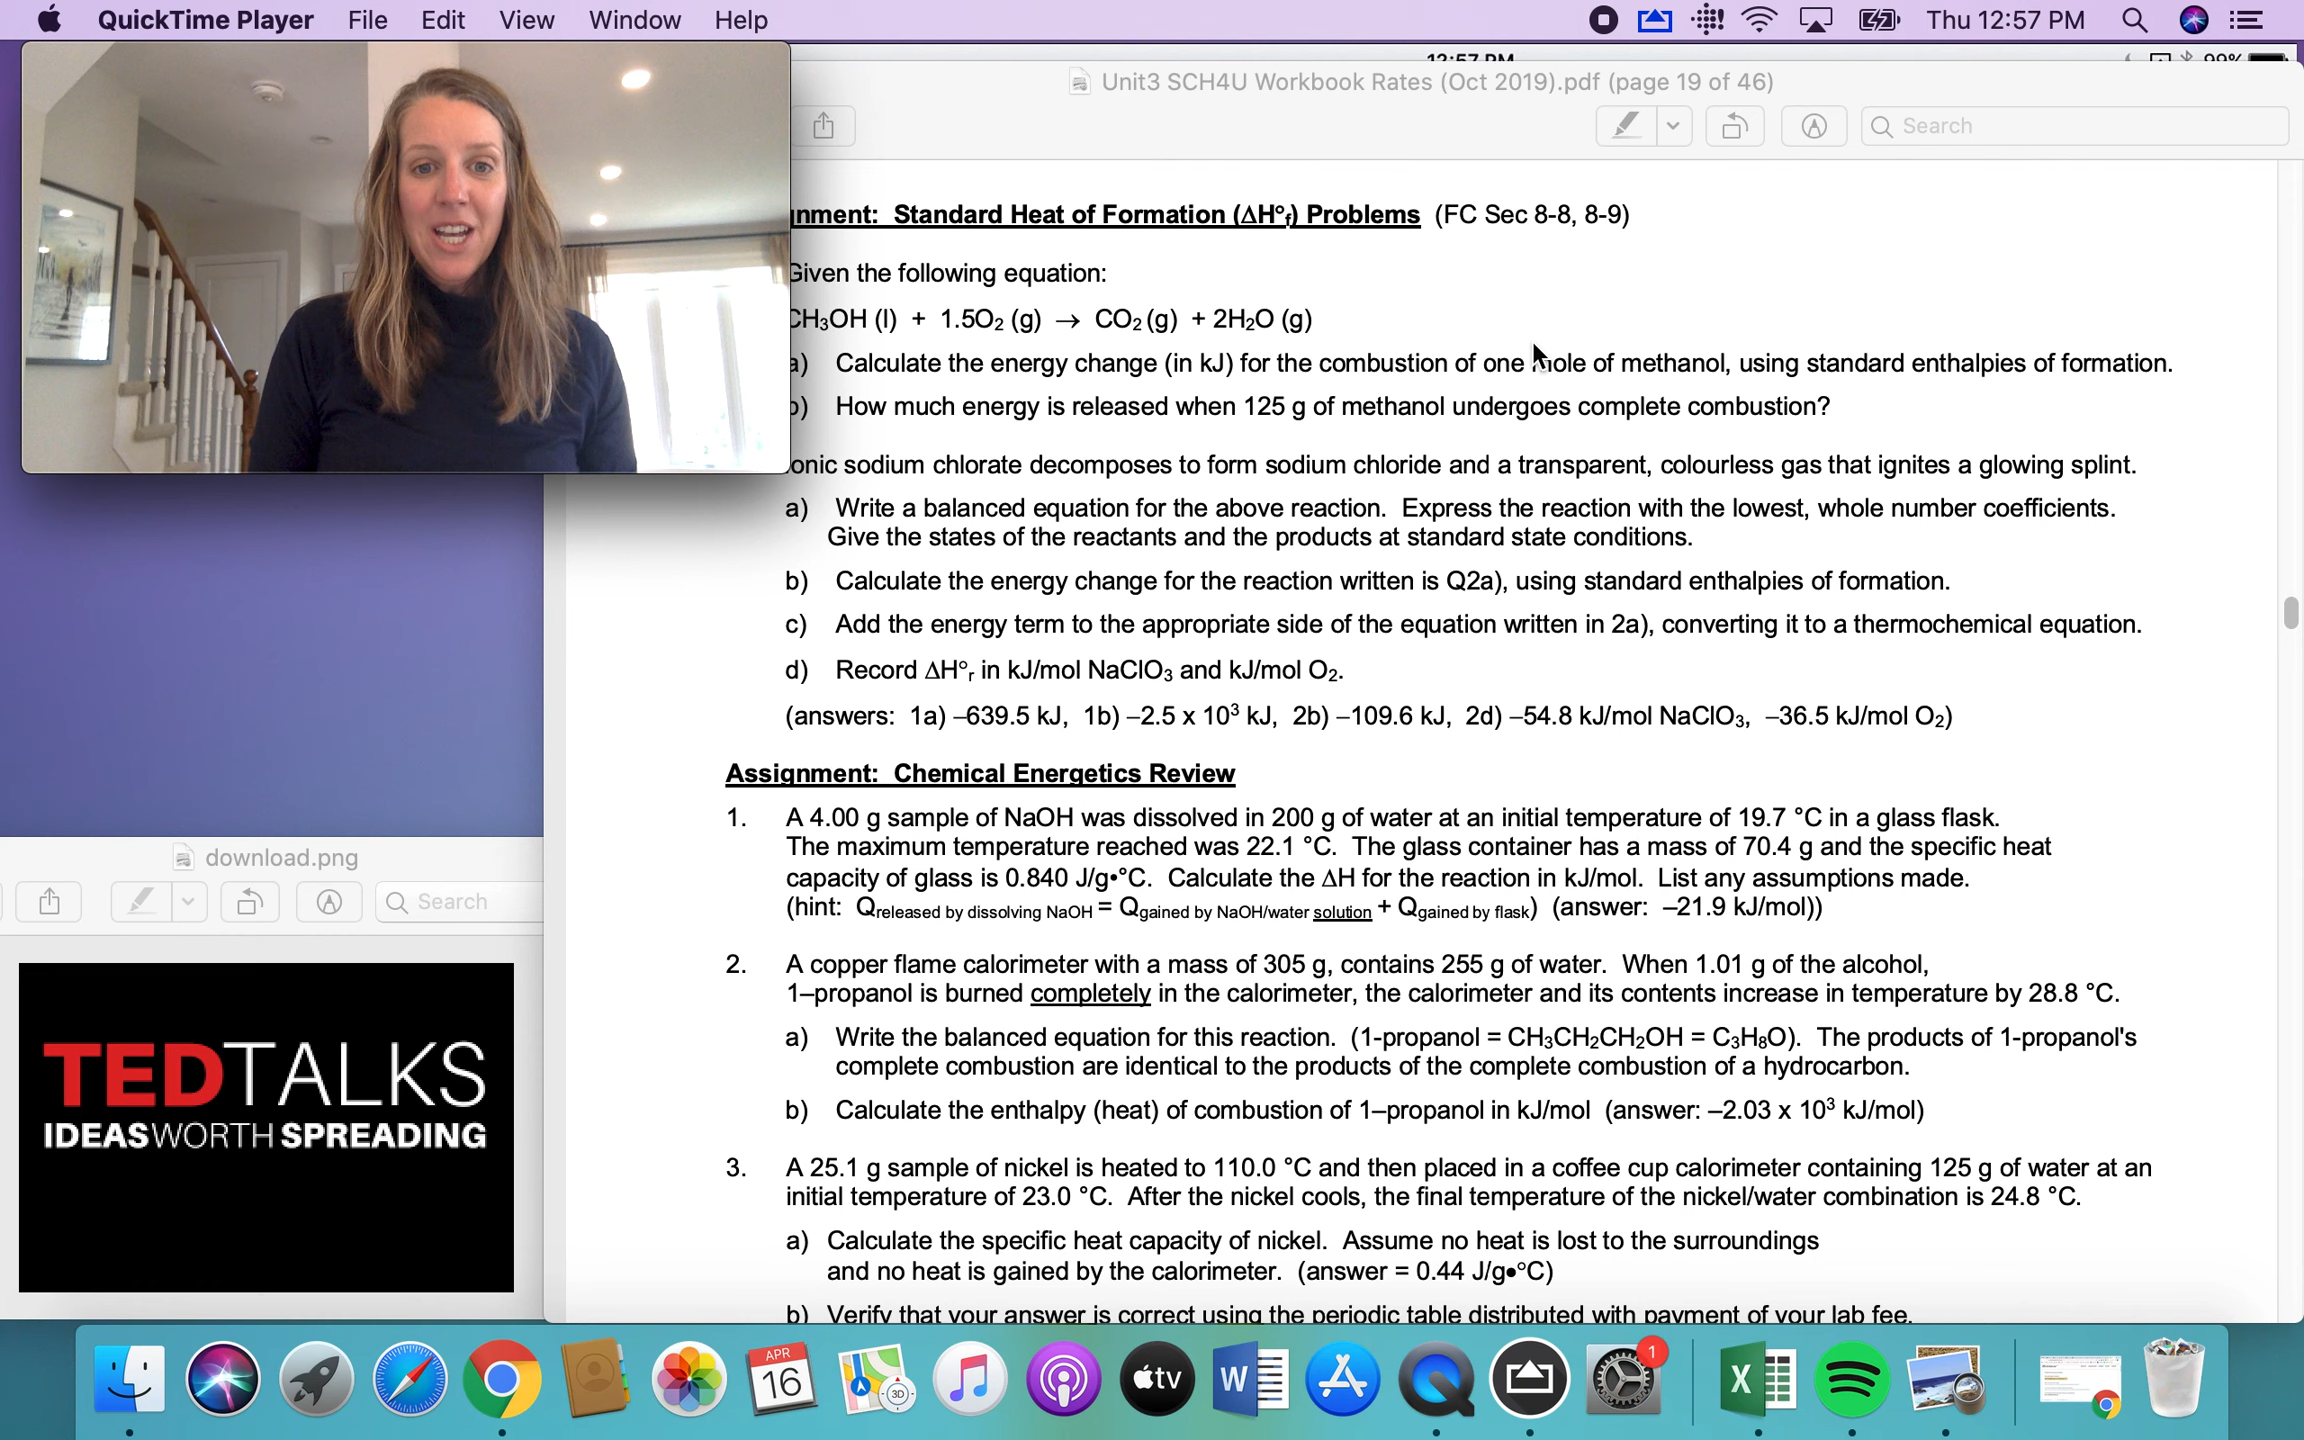 QuickTime Player File Edit View Window Help Thu 12:57 PM
Unit3 SCH4U Workbook Rates (Oct 2019).pdf (page 19 of 46)
Search
nment: Standard Heat of Formation (ΔH°f) Problems (FC Sec 8-8, 8-9)
Given the following equation:
CH₃OH (l) + 1.5O₂ (g) → CO₂ (g) + 2H₂O (g)
a) Calculate the energy change (in kJ) for the combustion of one mole of methanol, using standard enthalpies of formation.
b) How much energy is released when 125 g of methanol undergoes complete combustion?
onic sodium chlorate decomposes to form sodium chloride and a transparent, colourless gas that ignites a glowing splint.
a) Write a balanced equation for the above reaction. Express the reaction with the lowest, whole number coefficients.
Give the states of the reactants and the products at standard state conditions.
b) Calculate the energy change for the reaction written is Q2a), using standard enthalpies of formation.
c) Add the energy term to the appropriate side of the equation written in 2a), converting it to a thermochemical equation.
d) Record ΔH°r in kJ/mol NaClO₃ and kJ/mol O₂.
(answers: 1a) –639.5 kJ, 1b) –2.5 x 10³ kJ, 2b) –109.6 kJ, 2d) –54.8 kJ/mol NaClO₃, –36.5 kJ/mol O₂)
Assignment: Chemical Energetics Review
1. A 4.00 g sample of NaOH was dissolved in 200 g of water at an initial temperature of 19.7 °C in a glass flask.
The maximum temperature reached was 22.1 °C. The glass container has a mass of 70.4 g and the specific heat
capacity of glass is 0.840 J/g•°C. Calculate the ΔH for the reaction in kJ/mol. List any assumptions made.
(hint: Qreleased by dissolving NaOH = Qgained by NaOH/water solution + Qgained by flask) (answer: –21.9 kJ/mol))
2. A copper flame calorimeter with a mass of 305 g, contains 255 g of water. When 1.01 g of the alcohol,
1–propanol is burned completely in the calorimeter, the calorimeter and its contents increase in temperature by 28.8 °C.
a) Write the balanced equation for this reaction. (1-propanol = CH₃CH₂CH₂OH = C₃H₈O). The products of 1-propanol's
complete combustion are identical to the products of the complete combustion of a hydrocarbon.
b) Calculate the enthalpy (heat) of combustion of 1–propanol in kJ/mol (answer: –2.03 x 10³ kJ/mol)
3. A 25.1 g sample of nickel is heated to 110.0 °C and then placed in a coffee cup calorimeter containing 125 g of water at an
initial temperature of 23.0 °C. After the nickel cools, the final temperature of the nickel/water combination is 24.8 °C.
a) Calculate the specific heat capacity of nickel. Assume no heat is lost to the surroundings
and no heat is gained by the calorimeter. (answer = 0.44 J/g•°C)
b) Verify that your answer is correct using the periodic table distributed with payment of your lab fee.
download.png
Search
TEDTALKS
IDEASWORTH SPREADING
APR
16
3D
tv
W
1
X